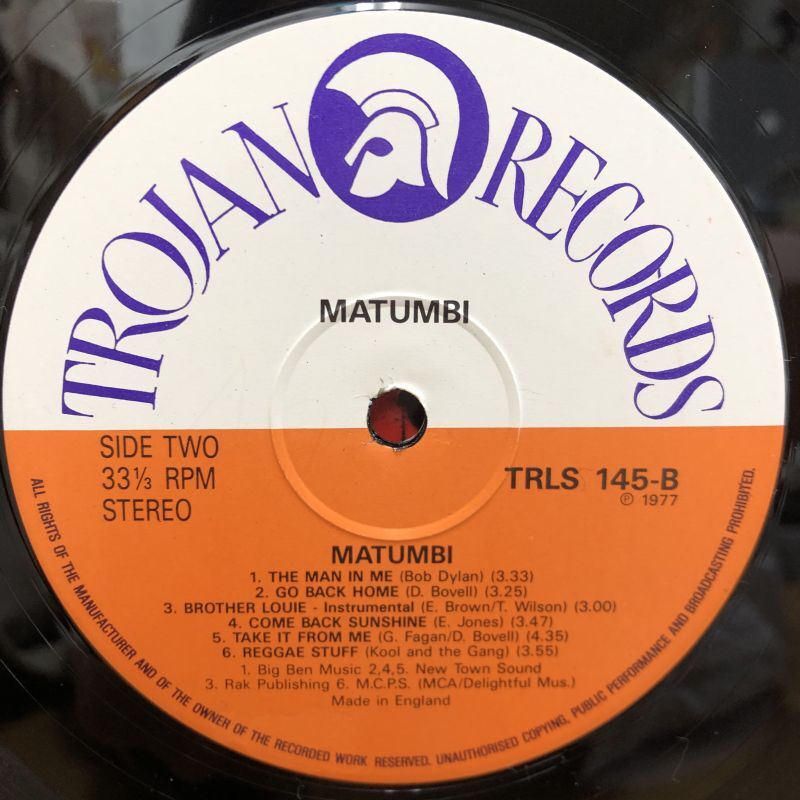 TROJAN RECORDS
MATUMBI
SIDE TWO
33⅓ RPM
STEREO
TRLS 145-B
℗ 1977
MATUMBI
1. THE MAN IN ME (Bob Dylan) (3.33)
2. GO BACK HOME (D. Bovell) (3.25)
3. BROTHER LOUIE - Instrumental (E. Brown/T. Wilson) (3.00)
4. COME BACK SUNSHINE (E. Jones) (3.47)
5. TAKE IT FROM ME (G. Fagan/D. Bovell) (4.35)
6. REGGAE STUFF (Kool and the Gang) (3.55)
1. Big Ben Music 2,4,5. New Town Sound
3. Rak Publishing 6. M.C.P.S. (MCA/Delightful Mus.)
Made in England
ALL RIGHTS OF THE MANUFACTURER AND OF THE OWNER OF THE RECORDED WORK RESERVED. UNAUTHORISED COPYING, PUBLIC PERFORMANCE AND BROADCASTING PROHIBITED.